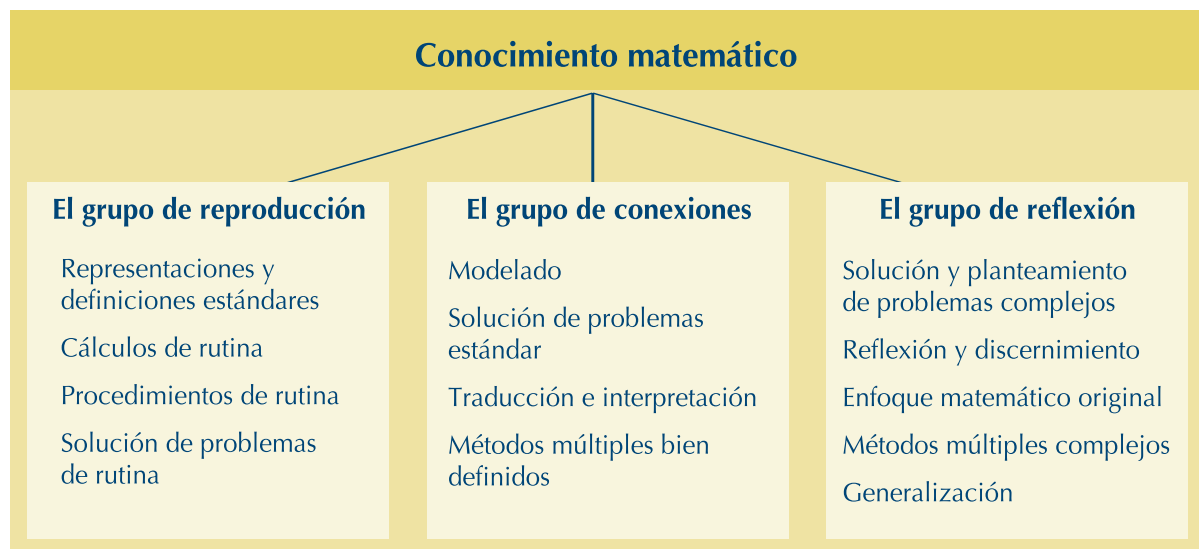 Conocimiento matemático
El grupo de reproducción
Representaciones y
definiciones estándares
Cálculos de rutina
Procedimientos de rutina
Solución de problemas
de rutina
El grupo de conexiones
Modelado
Solución de problemas
estándar
Traducción e interpretación
Métodos múltiples bien
definidos
El grupo de reflexión
Solución y planteamiento
de problemas complejos
Reflexión y discernimiento
Enfoque matemático original
Métodos múltiples complejos
Generalización